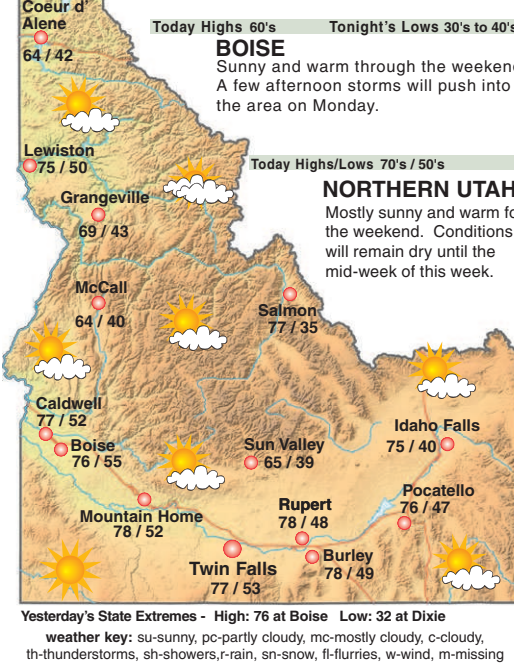 Coeur d'
Alene
64 / 42
Today Highs 60's Tonight's Lows 30's to 40's
BOISE
Sunny and warm through the weekend
A few afternoon storms will push into
the area on Monday.
Lewiston
75 / 50
Today Highs/Lows 70's / 50's
NORTHERN UTAH
Mostly sunny and warm fo
the weekend. Conditions
will remain dry until the
mid-week of this week.
Grangeville
69 / 43
McCall
64 / 40
Salmon
77 / 35
Caldwell
77 / 52
Boise
76 / 55
Sun Valley
65 / 39
Idaho Falls
75 / 40
Mountain Home
78 / 52
Rupert
78 / 48
Pocatello
76 / 47
Twin Falls
77 / 53
Burley
78 / 49
Yesterday's State Extremes - High: 76 at Boise Low: 32 at Dixie
weather key: su-sunny, pc-partly cloudy, mc-mostly cloudy, c-cloudy,
th-thunderstorms, sh-showers,r-rain, sn-snow, fl-flurries, w-wind, m-missing